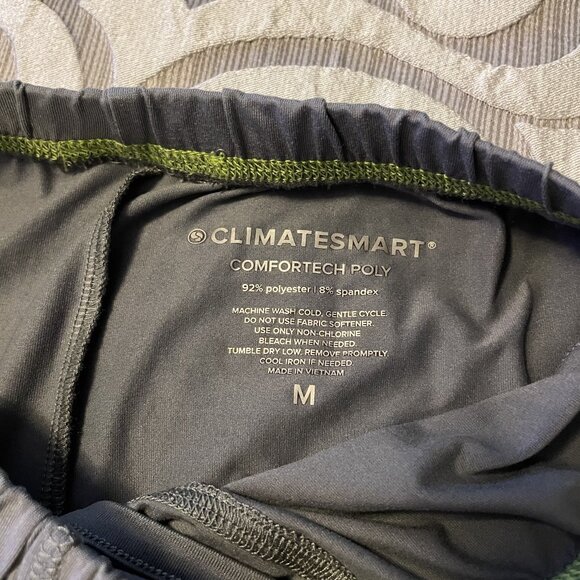 CLIMATESMART®
COMFORTECH POLY
92% polyester | 8% spandex
MACHINE WASH COLD, GENTLE CYCLE.
DO NOT USE FABRIC SOFTENER.
USE ONLY NON-CHLORINE
BLEACH WHEN NEEDED.
TUMBLE DRY LOW. REMOVE PROMPTLY.
COOL IRON IF NEEDED.
MADE IN VIETNAM
M